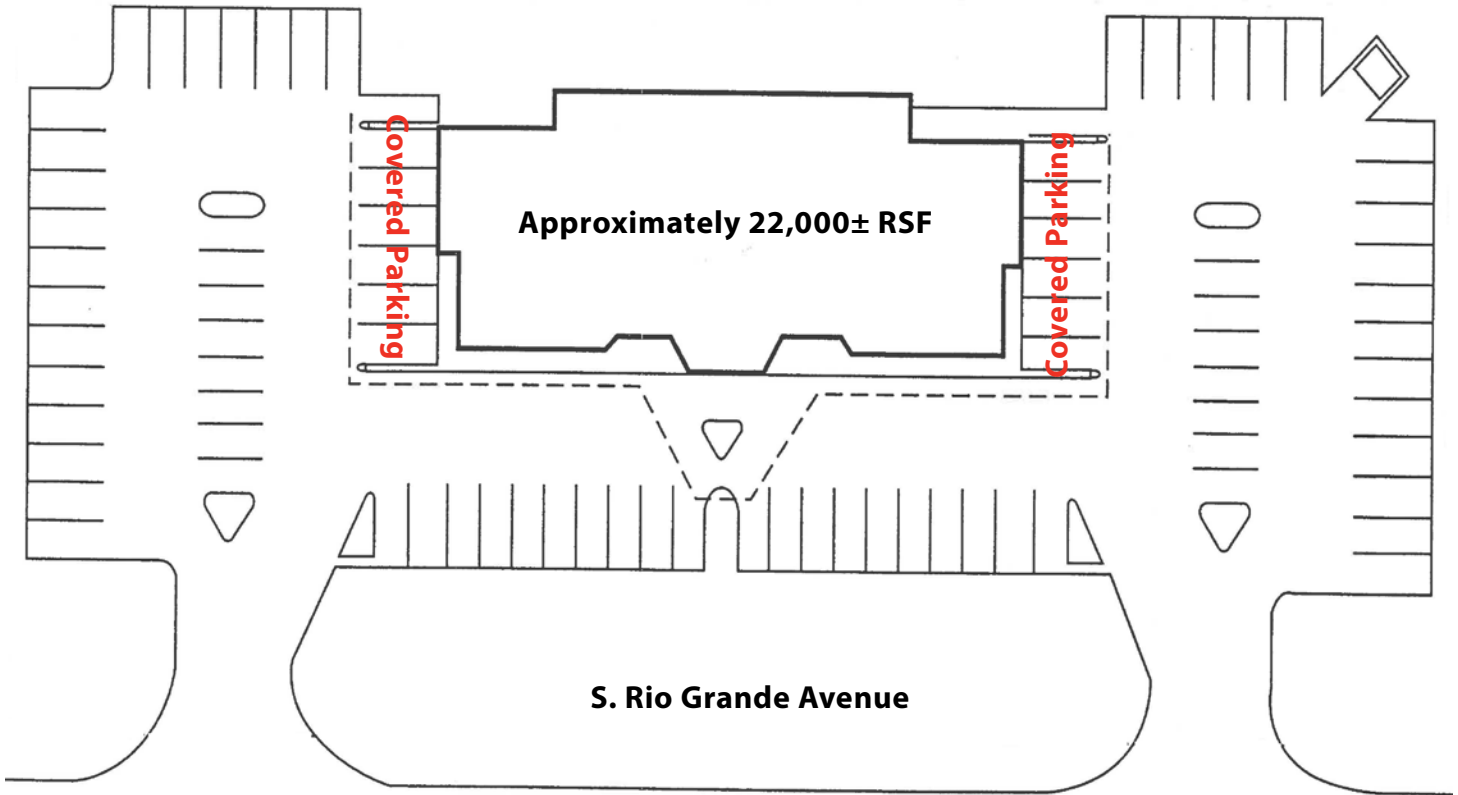 Covered Parking
Approximately 22,000± RSF
Covered Parking
S. Rio Grande Avenue